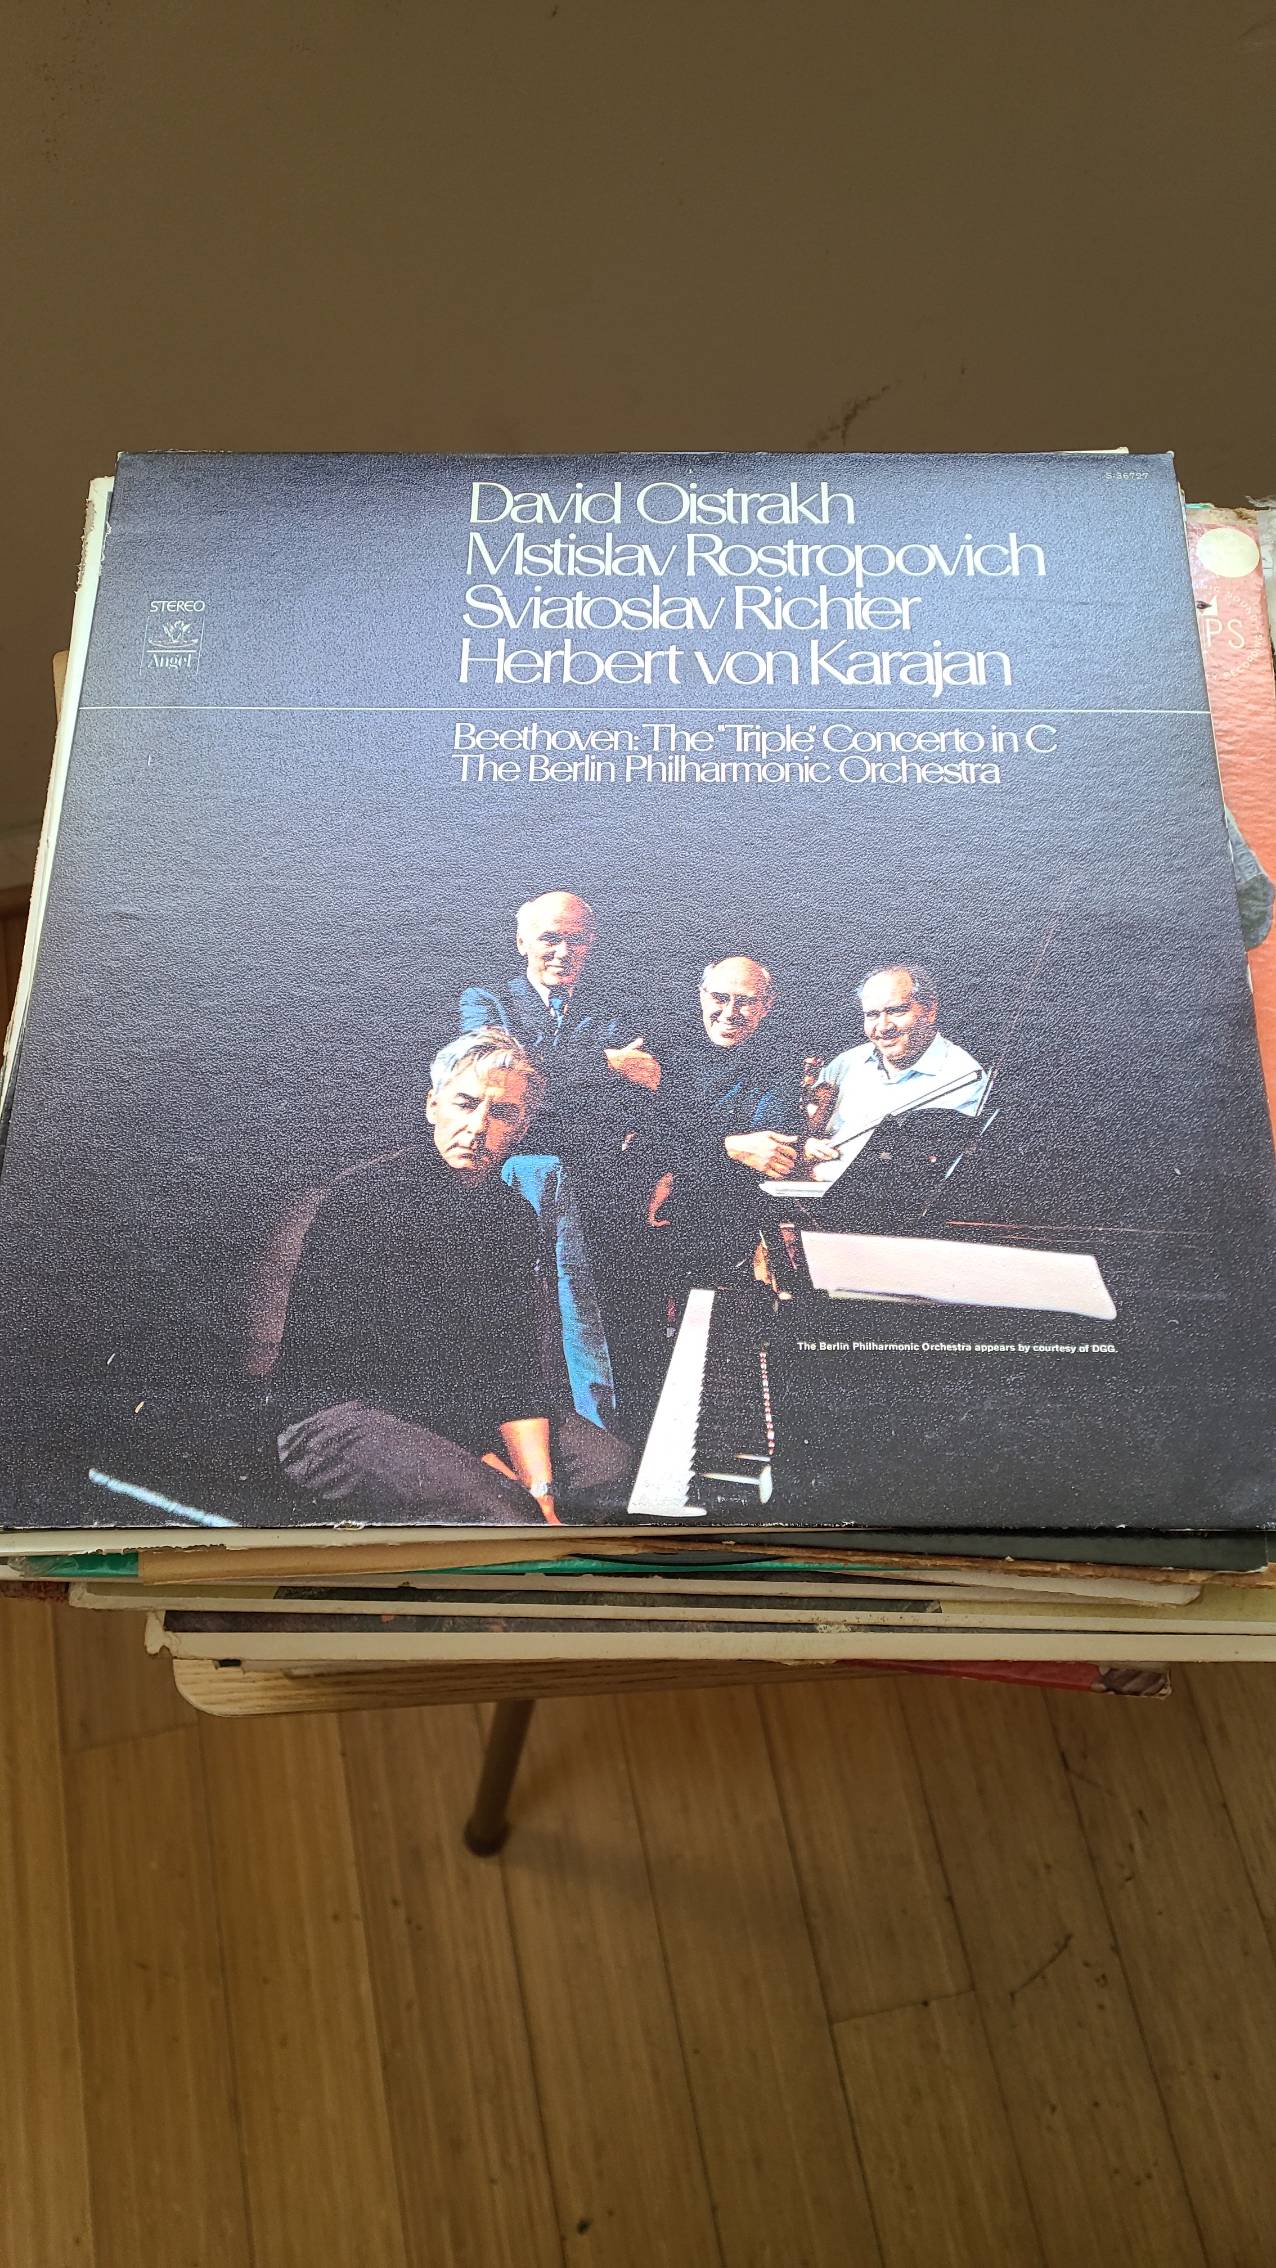 S-36727
David Oistrakh
Mstislav Rostropovich
Sviatoslav Richter
Herbert von Karajan
STEREO
Angel
Beethoven: The "Triple" Concerto in C
The Berlin Philharmonic Orchestra
The Berlin Philharmonic Orchestra appears by courtesy of DGG.
PS